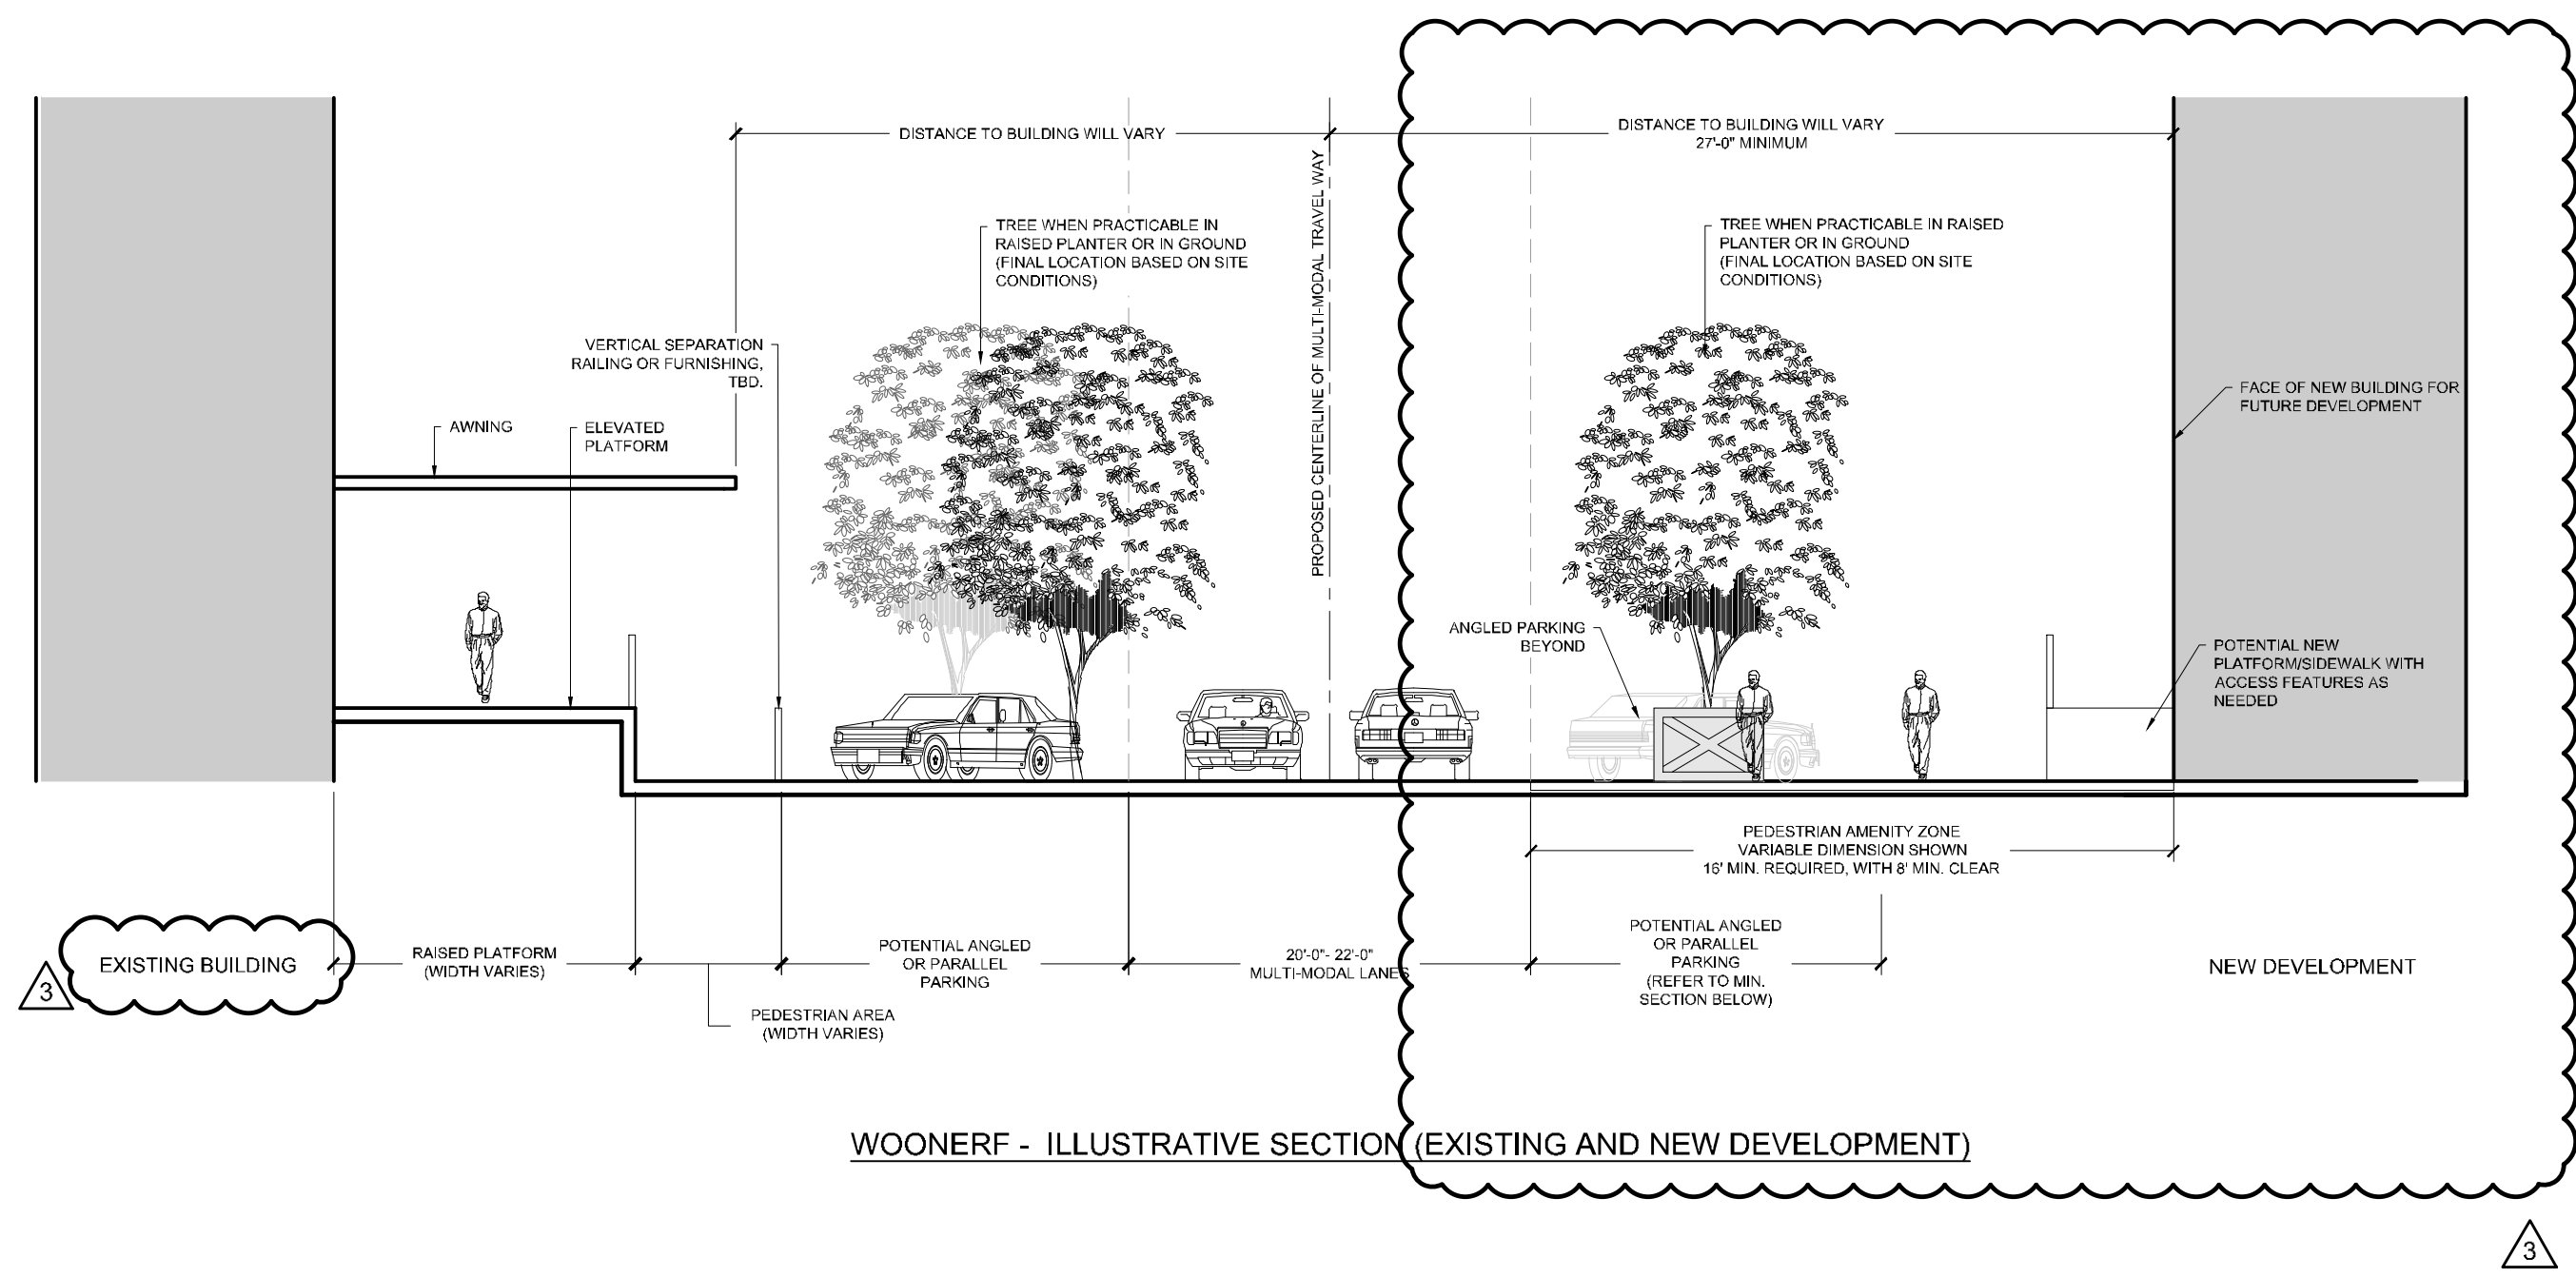 DISTANCE TO BUILDING WILL VARY
DISTANCE TO BUILDING WILL VARY
27'-0" MINIMUM
PROPOSED CENTERLINE OF MULTI-MODAL TRAVEL WAY
TREE WHEN PRACTICABLE IN
RAISED PLANTER OR IN GROUND
(FINAL LOCATION BASED ON SITE
CONDITIONS)
TREE WHEN PRACTICABLE IN RAISED
PLANTER OR IN GROUND
(FINAL LOCATION BASED ON SITE
CONDITIONS)
VERTICAL SEPARATION
RAILING OR FURNISHING,
TBD.
AWNING
ELEVATED
PLATFORM
FACE OF NEW BUILDING FOR
FUTURE DEVELOPMENT
ANGLED PARKING
BEYOND
POTENTIAL NEW
PLATFORM/SIDEWALK WITH
ACCESS FEATURES AS
NEEDED
PEDESTRIAN AMENITY ZONE
VARIABLE DIMENSION SHOWN
16' MIN. REQUIRED, WITH 8' MIN. CLEAR
3
EXISTING BUILDING
RAISED PLATFORM
(WIDTH VARIES)
PEDESTRIAN AREA
(WIDTH VARIES)
POTENTIAL ANGLED
OR PARALLEL
PARKING
20'-0"- 22'-0"
MULTI-MODAL LANES
POTENTIAL ANGLED
OR PARALLEL
PARKING
(REFER TO MIN.
SECTION BELOW)
NEW DEVELOPMENT
WOONERF - ILLUSTRATIVE SECTION (EXISTING AND NEW DEVELOPMENT)
3